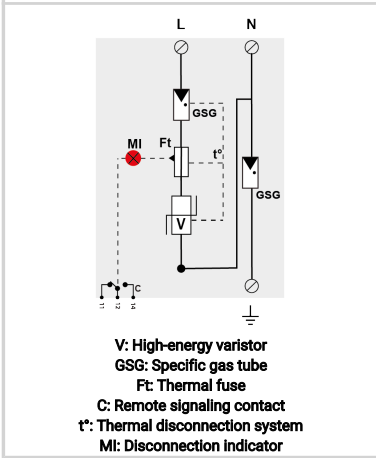 L N
GSG
MI Ft
t°
GSG
V
C
11 12 14
V: High-energy varistor
GSG: Specific gas tube
Ft: Thermal fuse
C: Remote signaling contact
t°: Thermal disconnection system
MI: Disconnection indicator